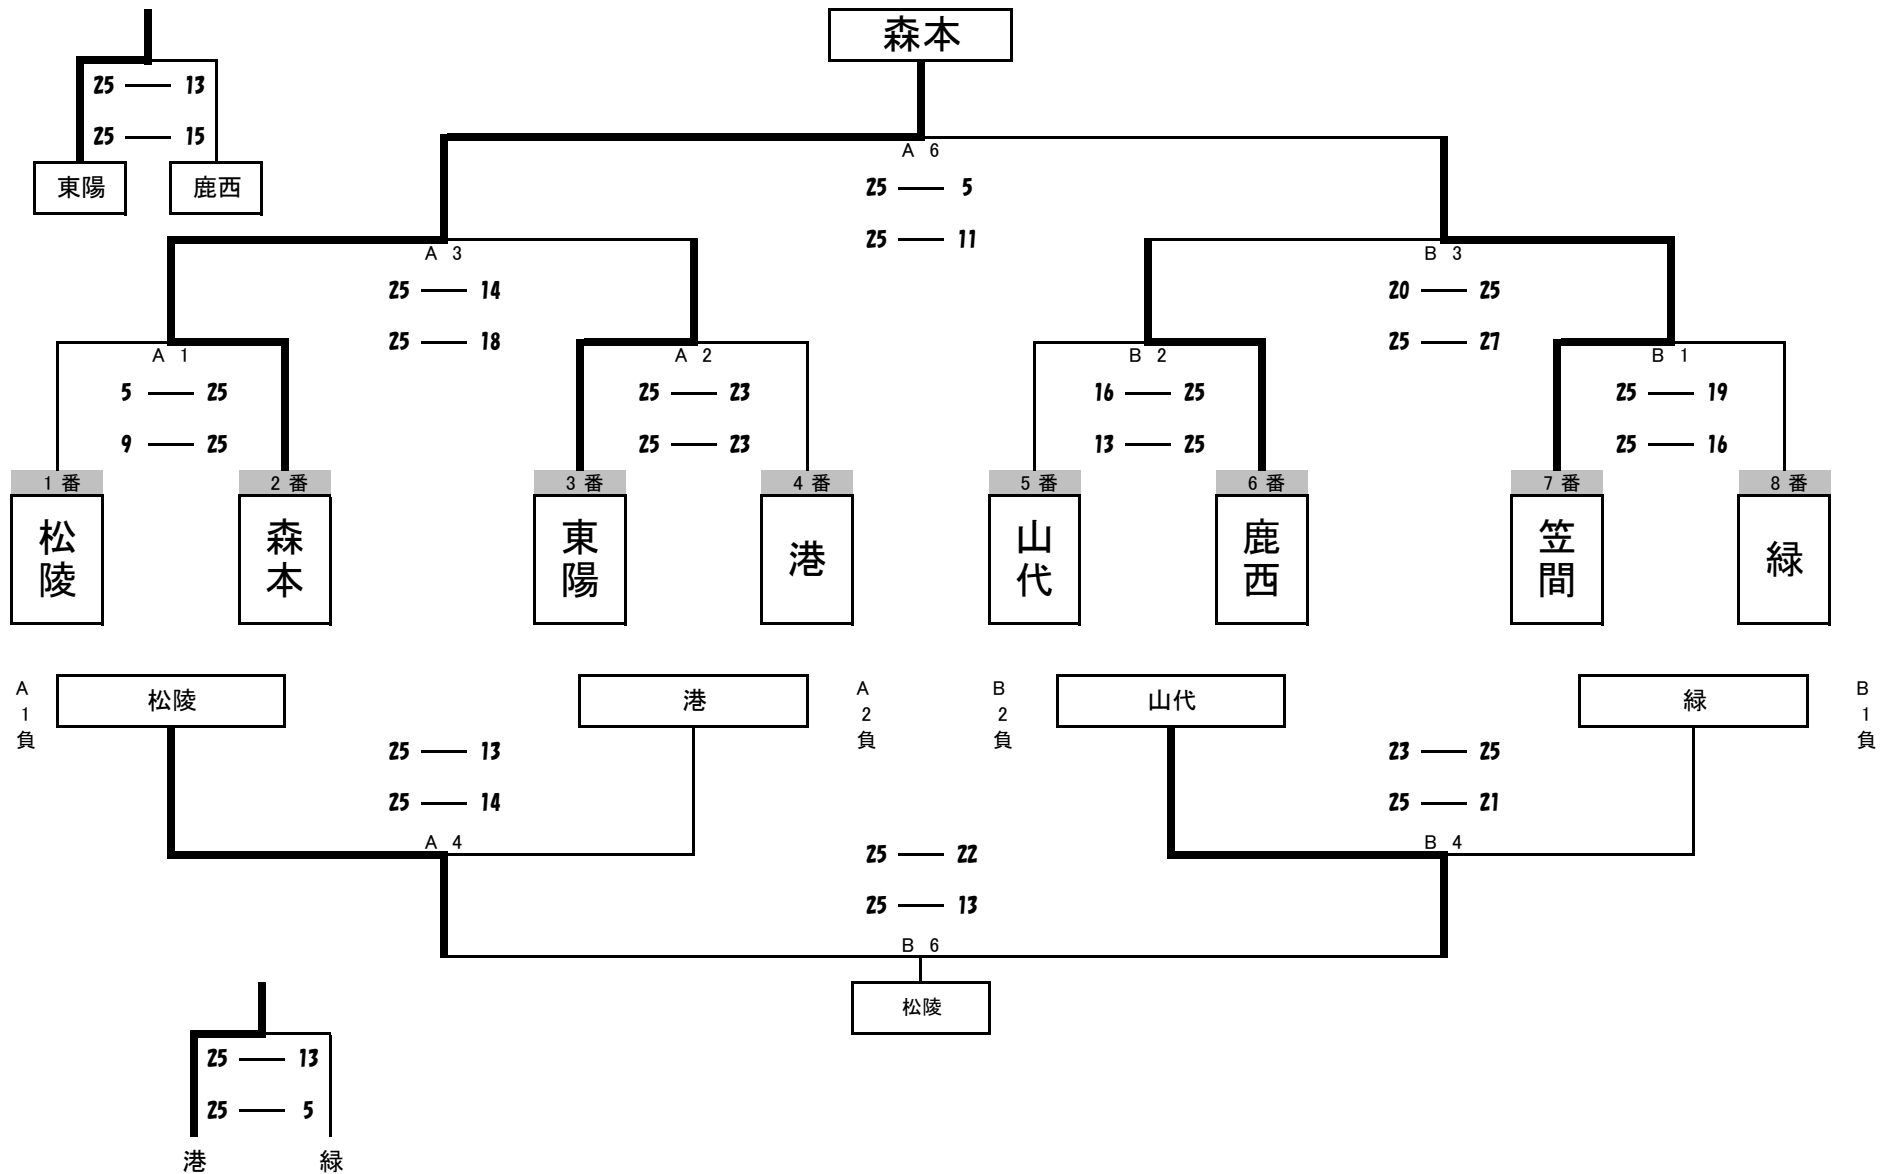 森本
25 — 13
25 — 15
東陽 鹿西
A 6
25 — 5
25 — 11
A 3
25 — 14
25 — 18
B 3
20 — 25
25 — 27
A 1
5 — 25
9 — 25
A 2
25 — 23
25 — 23
B 2
16 — 25
13 — 25
B 1
25 — 19
25 — 16
1 番 2 番 3 番 4 番 5 番 6 番 7 番 8 番
松陵 森本 東陽 港 山代 鹿西 笠間 緑
A1負 松陵 港 A2負 B2負 山代 緑 B1負
25 — 13
25 — 14
A 4
23 — 25
25 — 21
B 4
25 — 22
25 — 13
B 6
松陵
25 — 13
25 — 5
港 緑